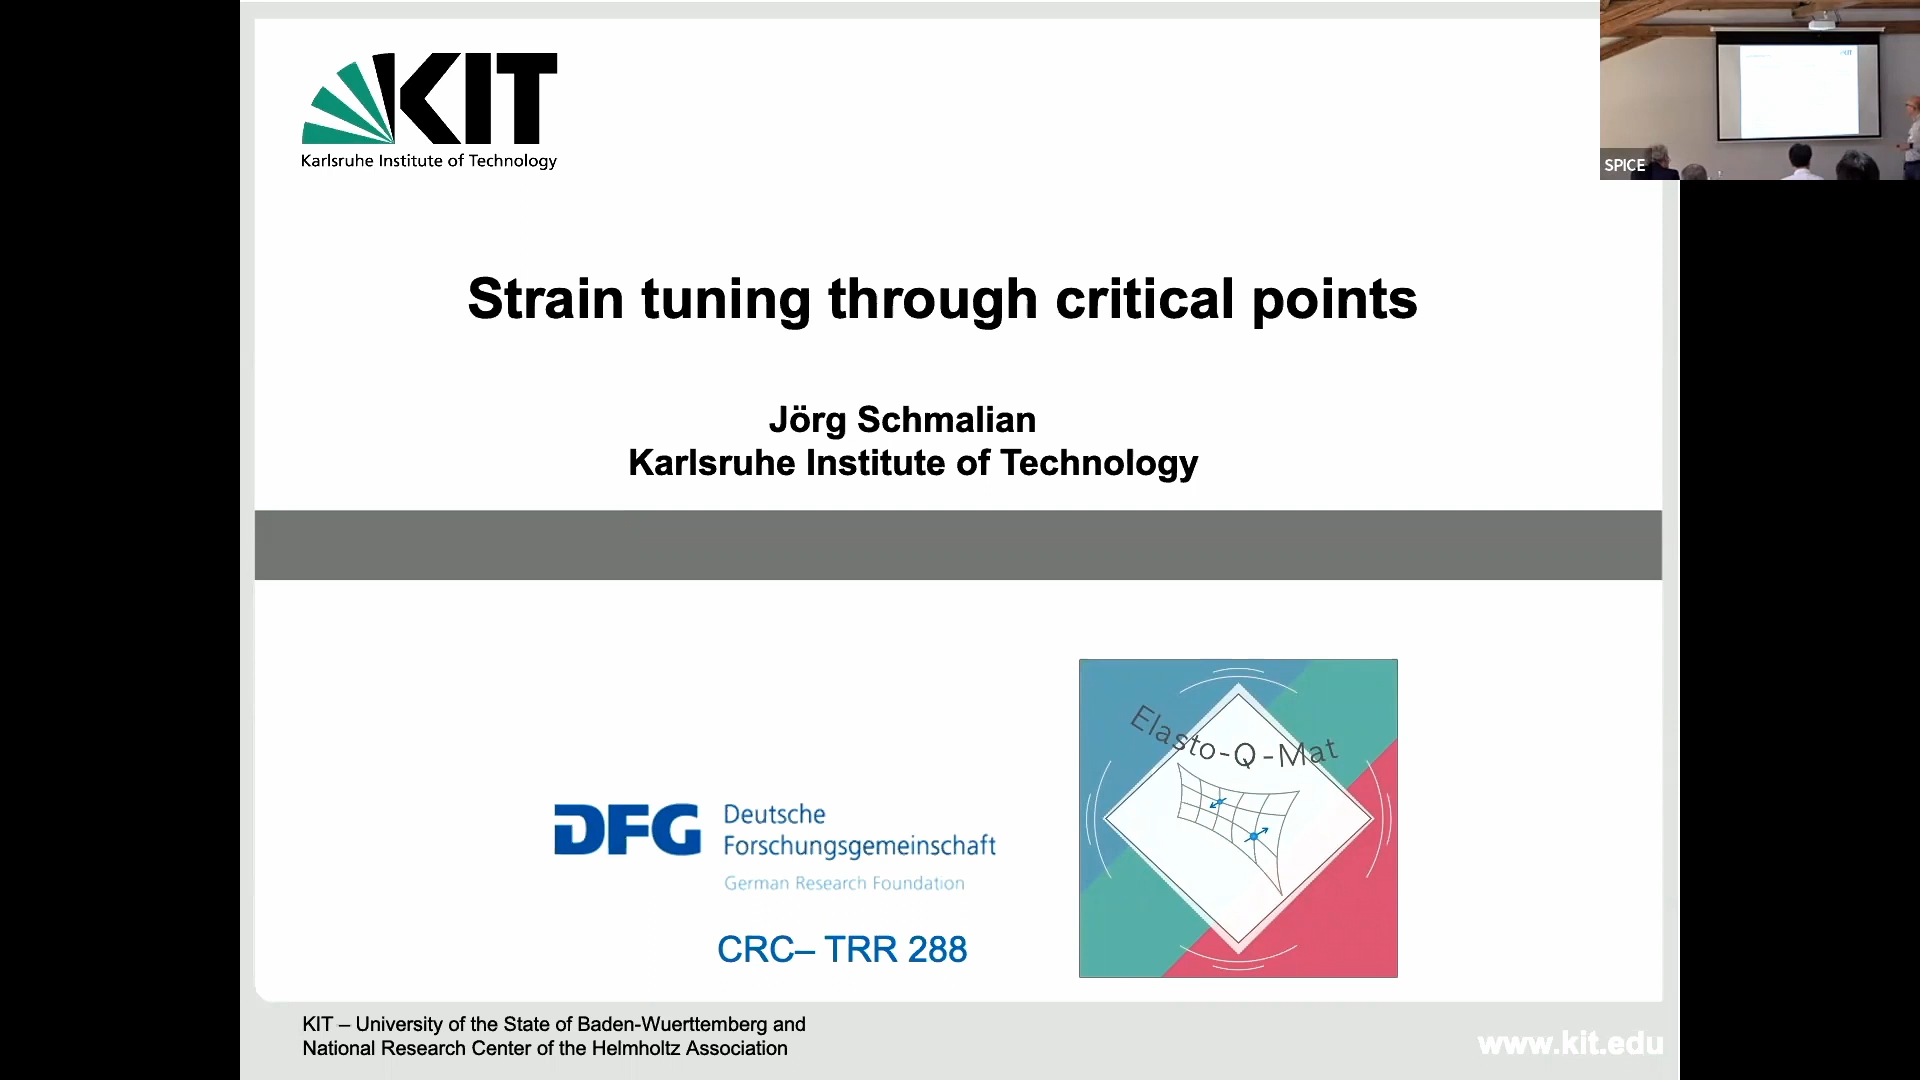 KIT
Karlsruhe Institute of Technology
SPICE
Strain tuning through critical points
Jörg Schmalian
Karlsruhe Institute of Technology
Elasto-Q-Mat
DFG
Deutsche
Forschungsgemeinschaft
German Research Foundation
CRC– TRR 288
KIT – University of the State of Baden-Wuerttemberg and
National Research Center of the Helmholtz Association
www.kit.edu